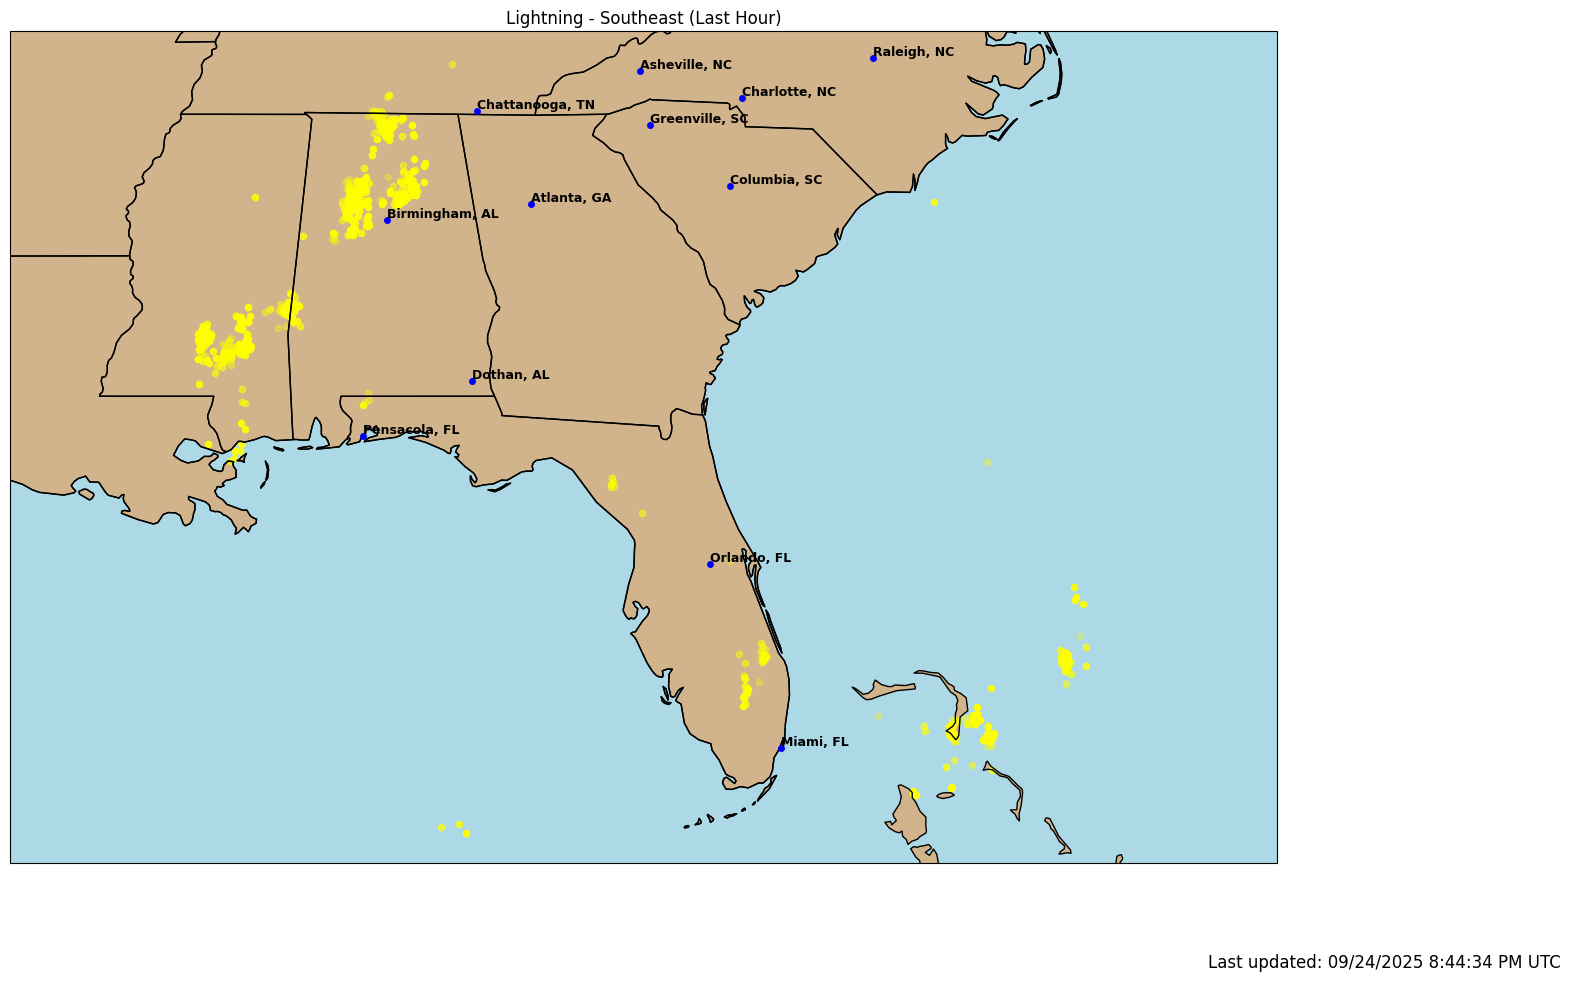 Lightning - Southeast (Last Hour)
Raleigh, NC
Asheville, NC
Charlotte, NC
Chattanooga, TN
Greenville, SC
Columbia, SC
Atlanta, GA
Birmingham, AL
Dothan, AL
Pensacola, FL
Orlando, FL
Miami, FL
Last updated: 09/24/2025 8:44:34 PM UTC